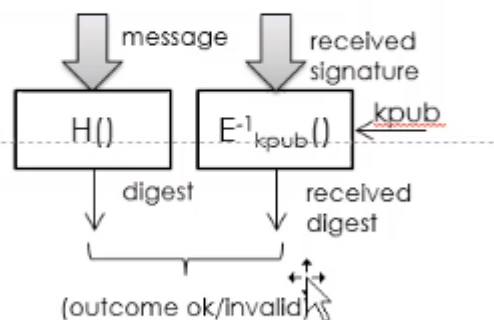 message
received
signature
H()
E-1kpub()
kpub
digest
received
digest
(outcome ok/invalid)